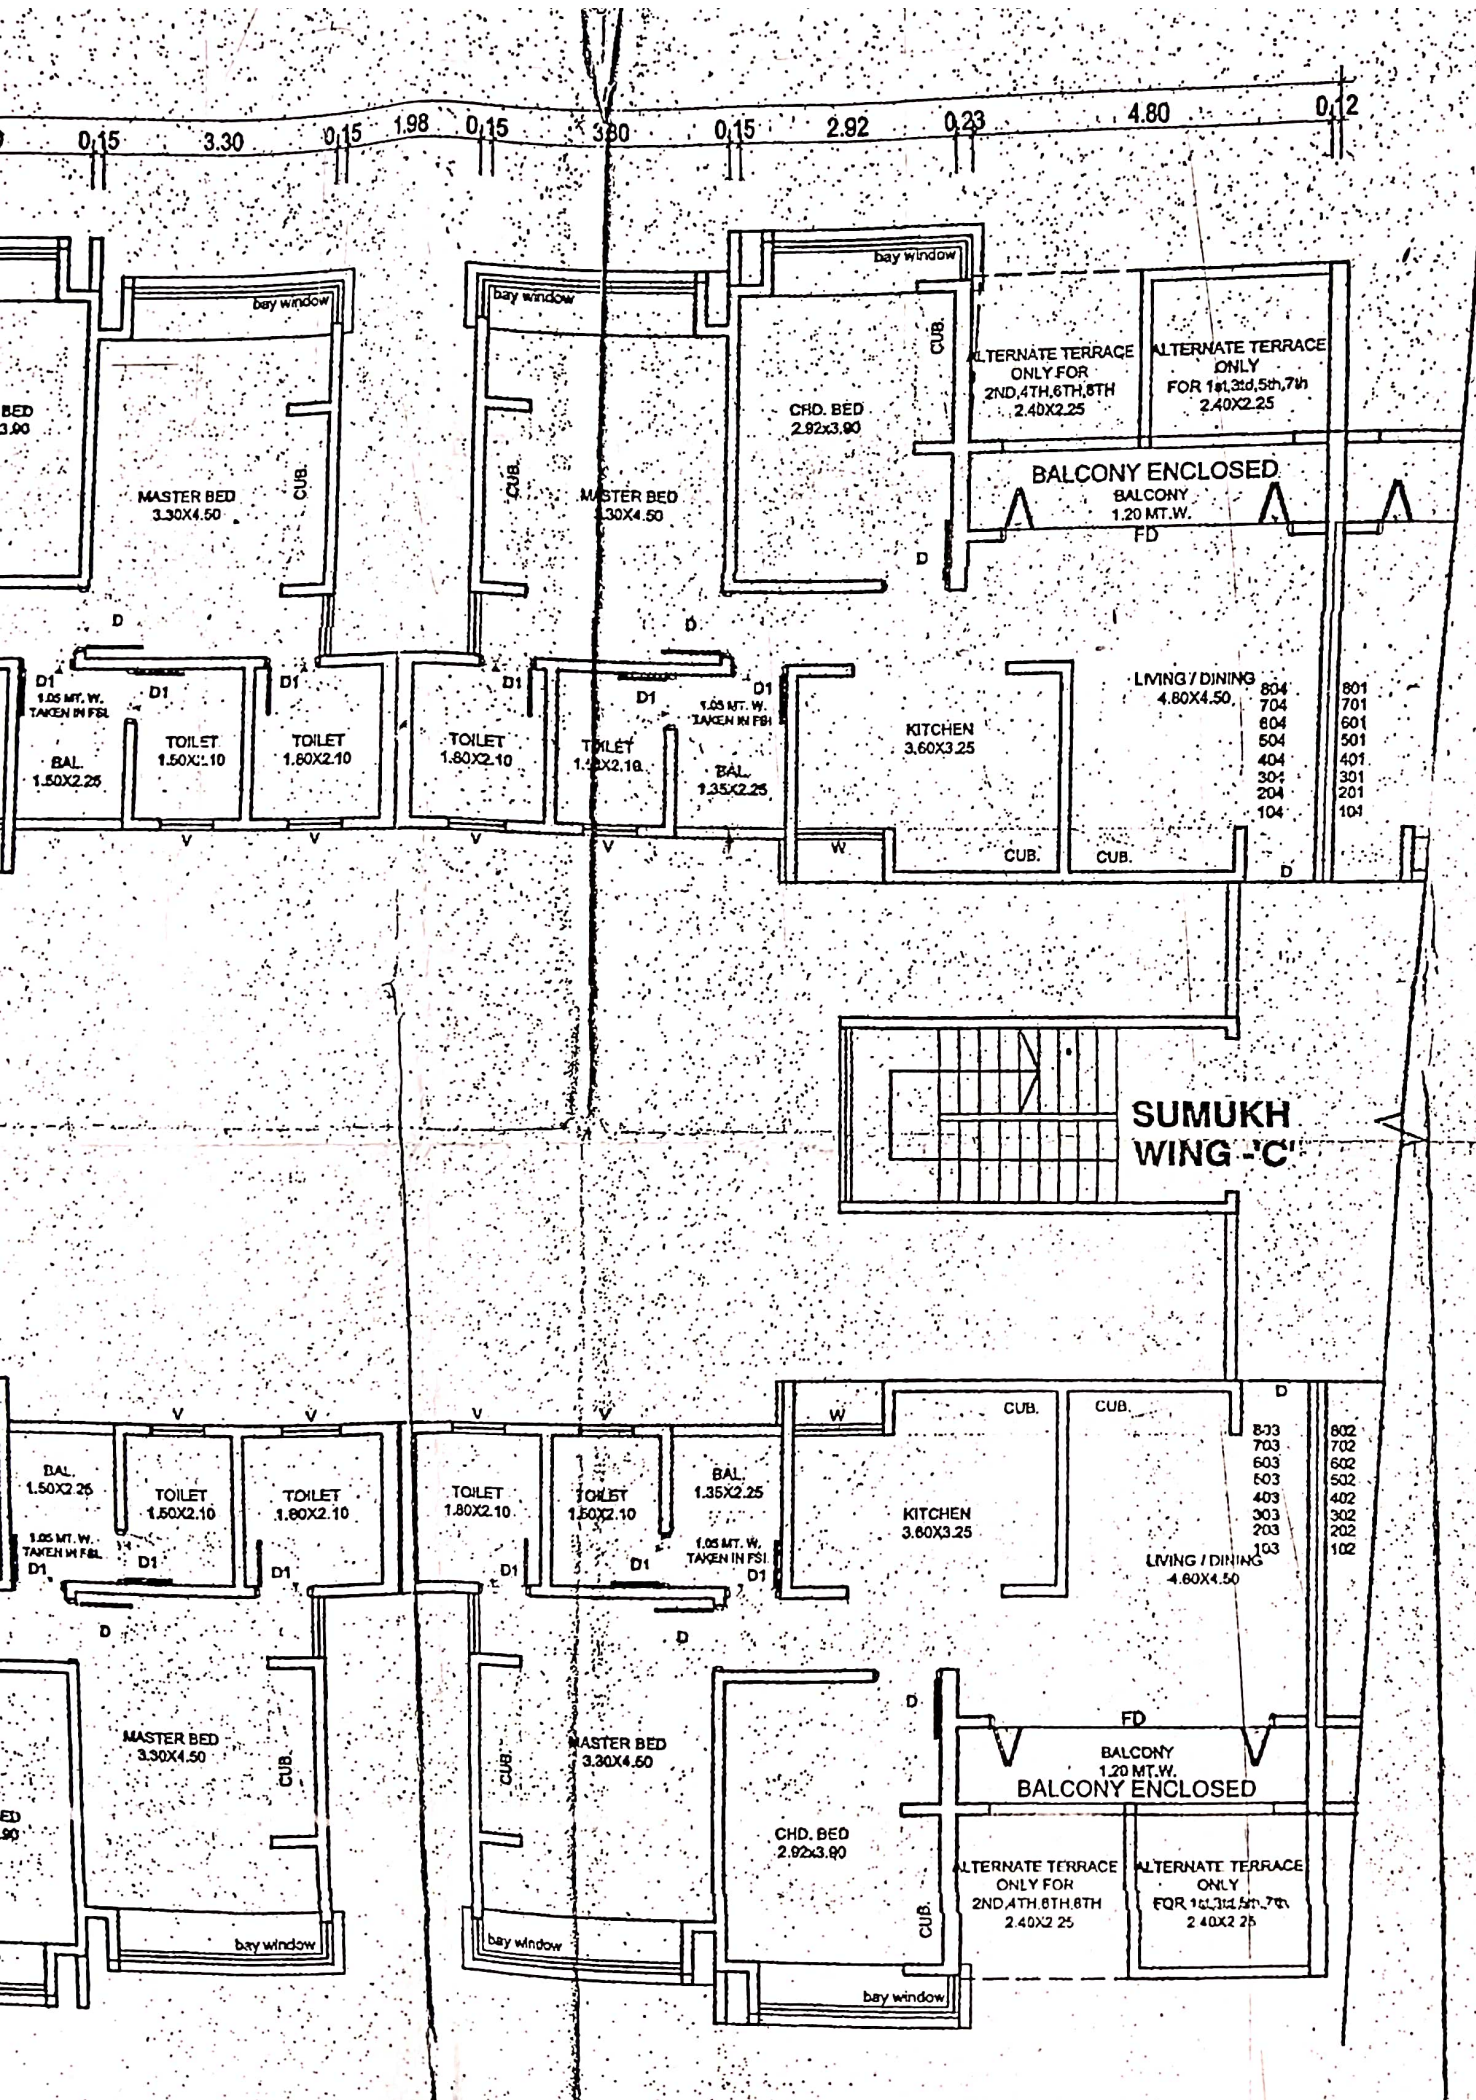 0.15 3.30 0.15 1.98 0.15 3.30 0.15 2.92 0.23 4.80 0.12
bay window
bay window
bay window
CUB.
ALTERNATE TERRACE
ONLY FOR
2ND,4TH,6TH,8TH
2.40X2.25
ALTERNATE TERRACE
ONLY
FOR 1st,3rd,5th,7th
2.40X2.25
BED
3.90
MASTER BED
3.30X4.50
CUB.
CUB.
MASTER BED
3.30X4.50
CHD. BED
2.92x3.90
BALCONY ENCLOSED
BALCONY
1.20 MT.W.
FD
D
D
D
D1
1.05 MT. W.
TAKEN IN FSI.
BAL.
1.50X2.25
D1
TOILET
D1
TOILET
1.80X2.10
D1
TOILET
1.80X2.10
D1
TOILET
D1
1.05 MT. W.
TAKEN IN FSI
BAL.
1.35X2.25
KITCHEN
3.60X3.25
LIVING / DINING
4.80X4.50
804 801
704 701
604 601
504 501
404 401
304 301
204 201
104 101
V
V
V
V
W
CUB.
CUB.
D
SUMUKH
WING -'C'
V
V
V
V
W
CUB.
CUB.
D
803 802
703 702
603 602
503 502
403 402
303 302
203 202
103 102
BAL.
1.50X2.25
1.05 MT. W.
TAKEN IN FSI.
D1
TOILET
1.50X2.10
D1
TOILET
1.80X2.10
D1
TOILET
1.80X2.10
D1
TOILET
1.50X2.10
D1
BAL.
1.35X2.25
1.05 MT. W.
TAKEN IN FSI.
D1
KITCHEN
3.60X3.25
LIVING / DINING
4.80X4.50
D
D
D
FD
BALCONY
1.20 MT.W.
BALCONY ENCLOSED
MASTER BED
3.30X4.50
CUB.
CUB.
MASTER BED
3.30X4.50
CHD. BED
2.92x3.90
CUB.
ALTERNATE TERRACE
ONLY FOR
2ND,4TH,6TH,8TH
2.40X2.25
ALTERNATE TERRACE
ONLY
FOR 1st,3rd,5th,7th
2.40X2.25
bay window
bay window
bay window